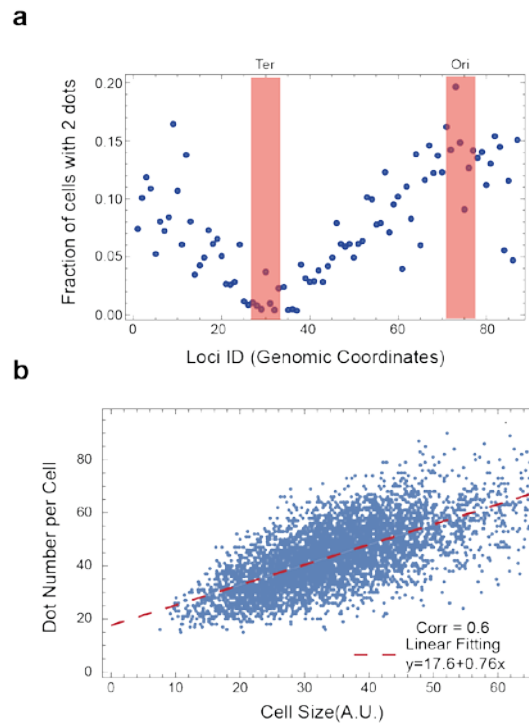 a
Ter Ori
Fraction of cells with 2 dots
0.20
0.15
0.10
0.05
0.00
0 20 40 60 80
Loci ID (Genomic Coordinates)
b
Dot Number per Cell
80
60
40
20
0
Corr = 0.6
Linear Fitting
y=17.6+0.76x
0 10 20 30 40 50 60
Cell Size(A.U.)